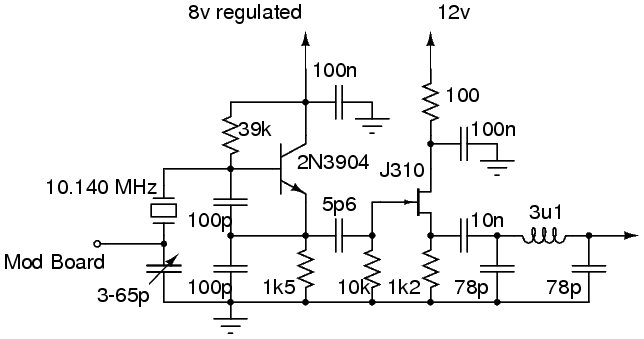 8v regulated
12v
100n
100
39k
100n
2N3904
J310
10.140 MHz
5p6
10n
3u1
100p
Mod Board
3-65p
100p
1k5
10k
1k2
78p
78p